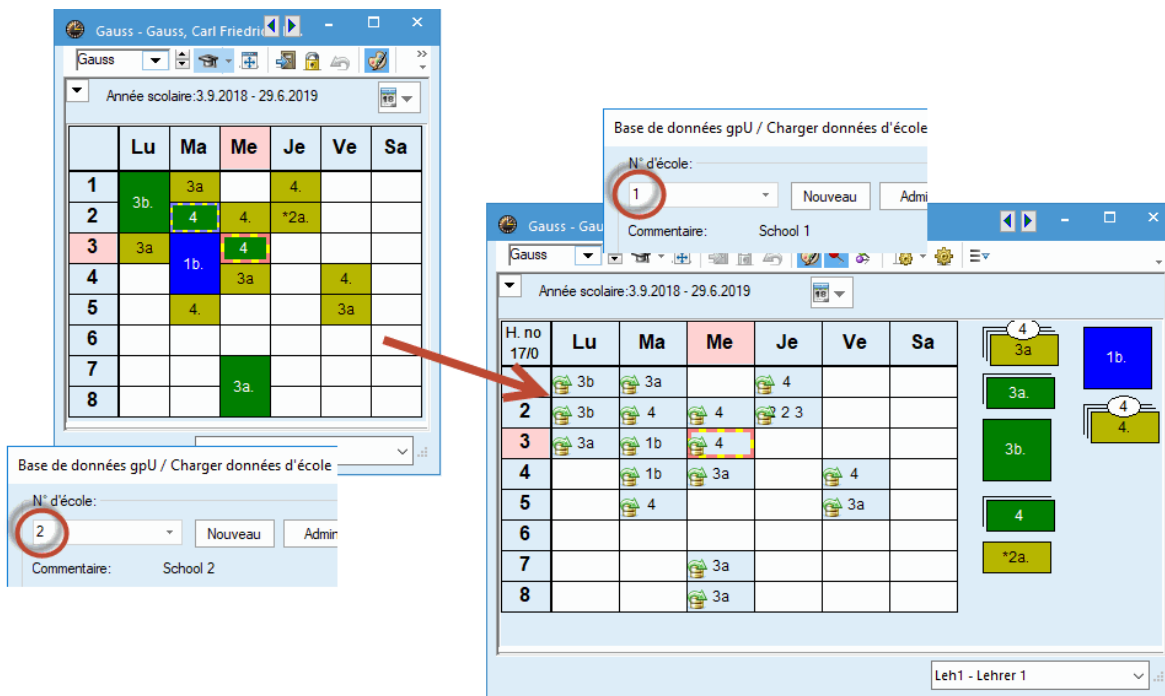 Gauss - Gauss, Carl Friedric
Gauss
Année scolaire:3.9.2018 - 29.6.2019
18
Lu Ma Me Je Ve Sa
1 3b. 3a 4.
2 4 4. *2a.
3 3a 1b. 4
4 3a 4.
5 4. 3a
6
7 3a.
8
Base de données gpU / Charger données d'école
N° d'école:
2 Nouveau Admin
Commentaire: School 2
Base de données gpU / Charger données d'école
N° d'école:
1 Nouveau Admi
Commentaire: School 1
Gauss - Gau
Gauss
Année scolaire:3.9.2018 - 29.6.2019
18
H. no
17/0 Lu Ma Me Je Ve Sa
3b 3a 4
2 3b 4 4 2 2 3
3 3a 1b 4
4 1b 3a 4
5 4 3a
6
7 3a
8 3a
4
3a
1b.
3a.
4
4.
3b.
4
*2a.
Leh1 - Lehrer 1